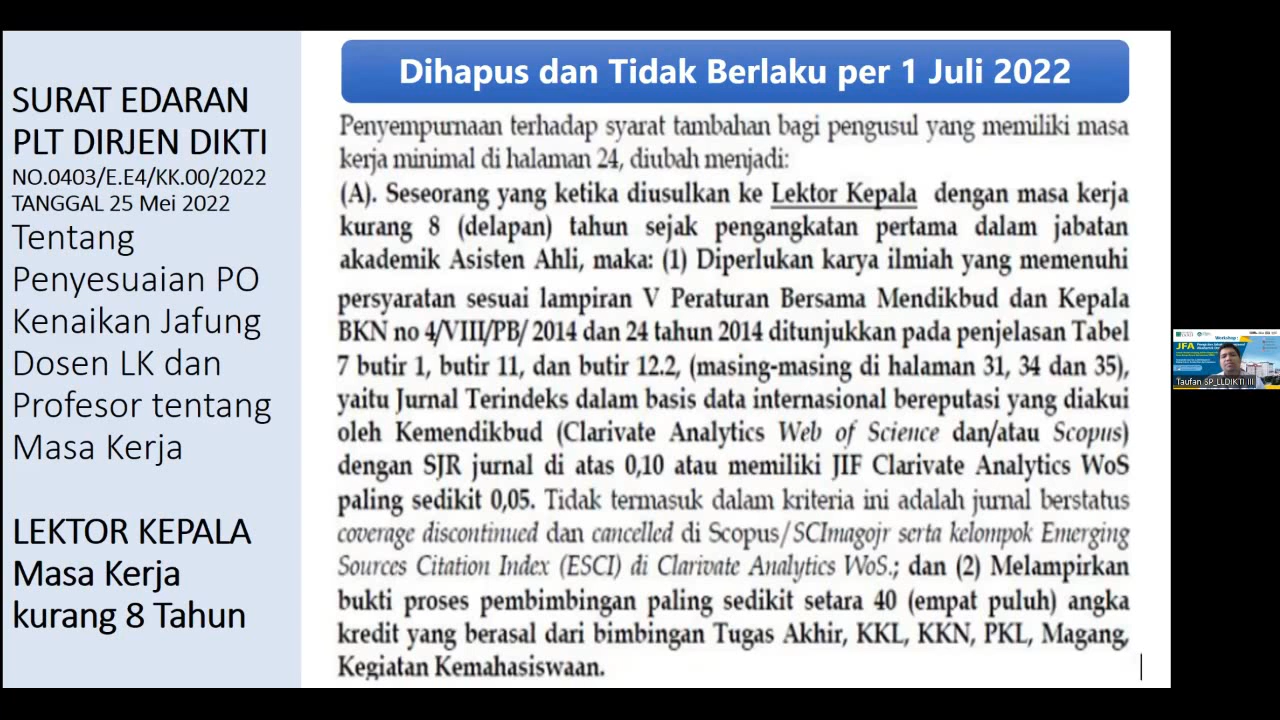 SURAT EDARAN
PLT DIRJEN DIKTI
NO.0403/E.E4/KK.00/2022
TANGGAL 25 Mei 2022
Tentang
Penyesuaian PO
Kenaikan Jafung
Dosen LK dan
Profesor tentang
Masa Kerja
LEKTOR KEPALA
Masa Kerja
kurang 8 Tahun
Dihapus dan Tidak Berlaku per 1 Juli 2022
Penyempurnaan terhadap syarat tambahan bagi pengusul yang memiliki masa
kerja minimal di halaman 24, diubah menjadi:
(A). Seseorang yang ketika diusulkan ke Lektor Kepala dengan masa kerja
kurang 8 (delapan) tahun sejak pengangkatan pertama dalam jabatan
akademik Asisten Ahli, maka: (1) Diperlukan karya ilmiah yang memenuhi
persyaratan sesuai lampiran V Peraturan Bersama Mendikbud dan Kepala
BKN no 4/VIII/PB/ 2014 dan 24 tahun 2014 ditunjukkan pada penjelasan Tabel
7 butir 1, butir 11, dan butir 12.2, (masing-masing di halaman 31, 34 dan 35),
yaitu Jurnal Terindeks dalam basis data internasional bereputasi yang diakui
oleh Kemendikbud (Clarivate Analytics Web of Science dan/atau Scopus)
dengan SJR jurnal di atas 0,10 atau memiliki JIF Clarivate Analytics WoS
paling sedikit 0,05. Tidak termasuk dalam kriteria ini adalah jurnal berstatus
coverage discontinued dan cancelled di Scopus/SCImagojr serta kelompok Emerging
Sources Citation Index (ESCI) di Clarivate Analytics WoS.; dan (2) Melampirkan
bukti proses pembimbingan paling sedikit setara 40 (empat puluh) angka
kredit yang berasal dari bimbingan Tugas Akhir, KKL, KKN, PKL, Magang,
Kegiatan Kemahasiswaan.
Workshop
JFA
Taufan SP_LLDIKTI III